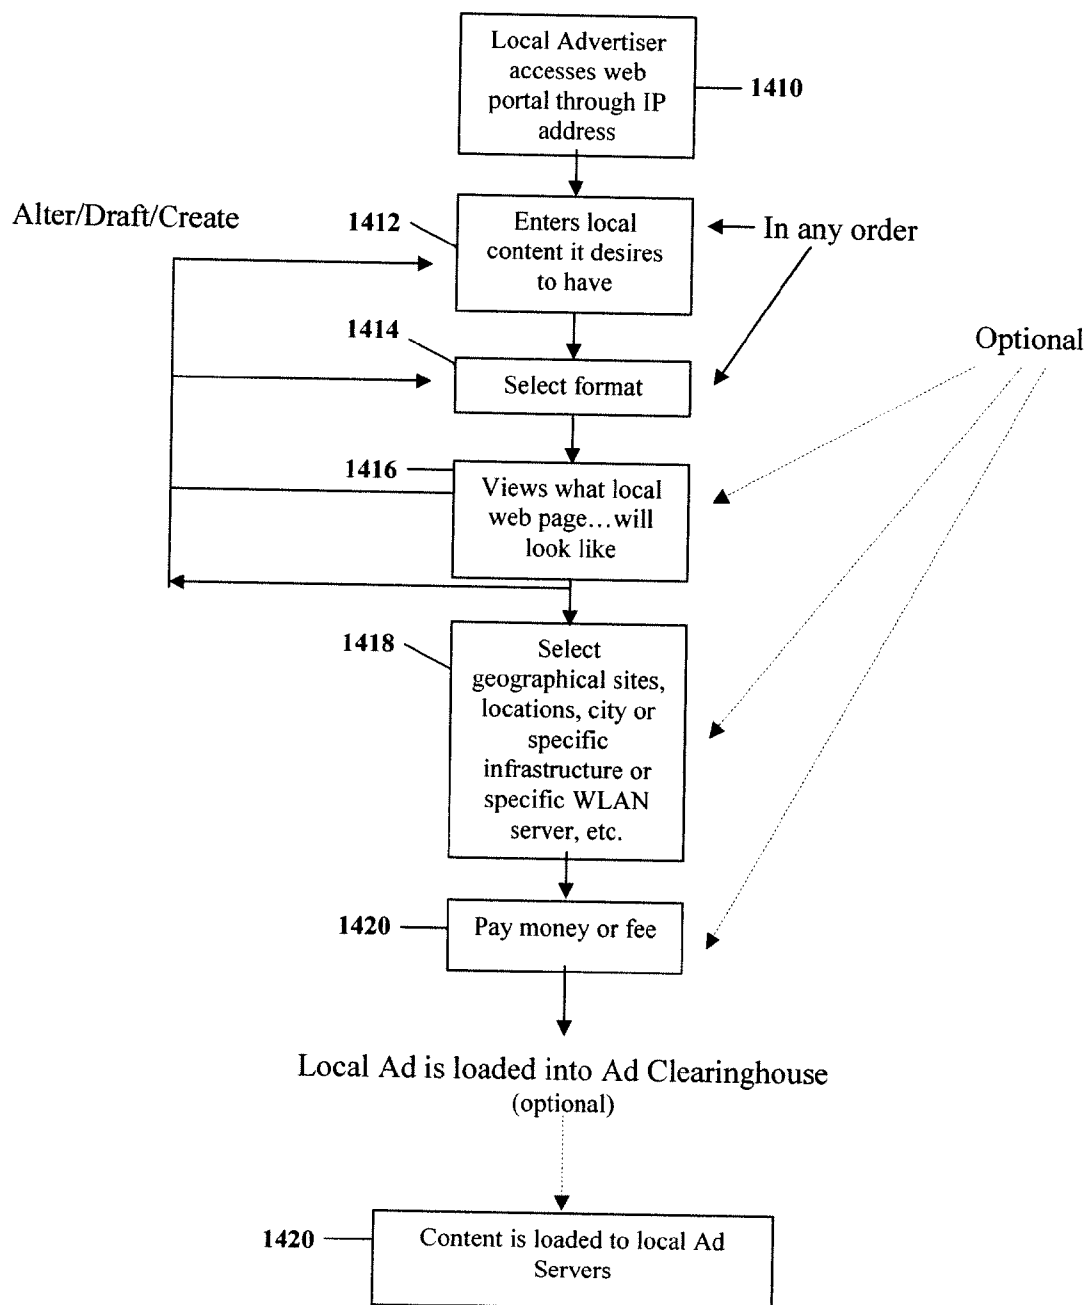 Local Advertiser
accesses web
portal through IP
address
1410
Alter/Draft/Create
1412
Enters local
content it desires
to have
In any order
1414
Select format
Optional
1416
Views what local
web page…will
look like
1418
Select
geographical sites,
locations, city or
specific
infrastructure or
specific WLAN
server, etc.
1420
Pay money or fee
Local Ad is loaded into Ad Clearinghouse
(optional)
1420
Content is loaded to local Ad
Servers